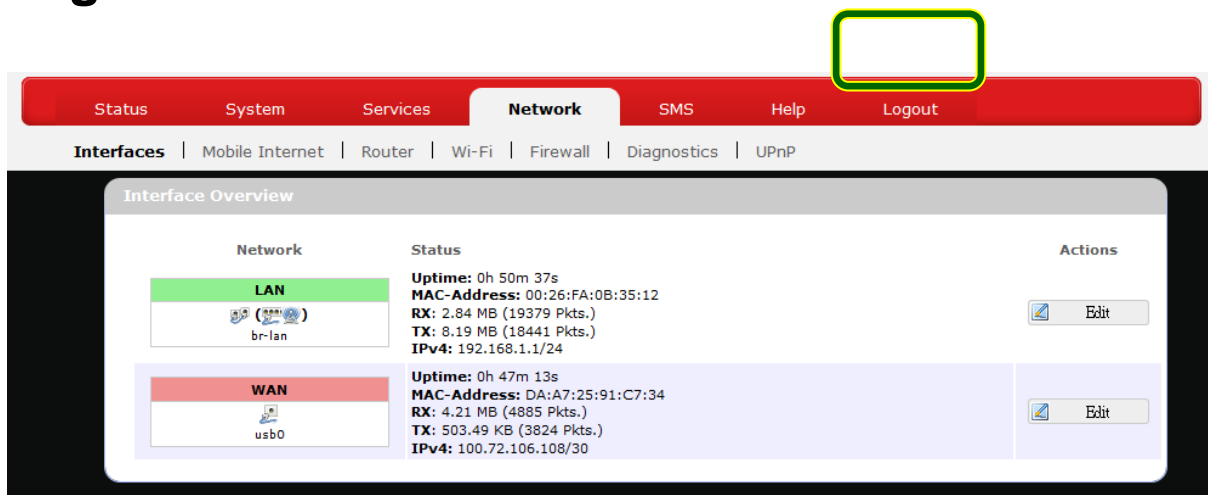 Status System Services Network SMS Help Logout
Interfaces | Mobile Internet | Router | Wi-Fi | Firewall | Diagnostics | UPnP
Interface Overview
Network Status Actions
LAN
br-lan
Uptime: 0h 50m 37s
MAC-Address: 00:26:FA:0B:35:12
RX: 2.84 MB (19379 Pkts.)
TX: 8.19 MB (18441 Pkts.)
IPv4: 192.168.1.1/24
Edit
WAN
usb0
Uptime: 0h 47m 13s
MAC-Address: DA:A7:25:91:C7:34
RX: 4.21 MB (4885 Pkts.)
TX: 503.49 KB (3824 Pkts.)
IPv4: 100.72.106.108/30
Edit